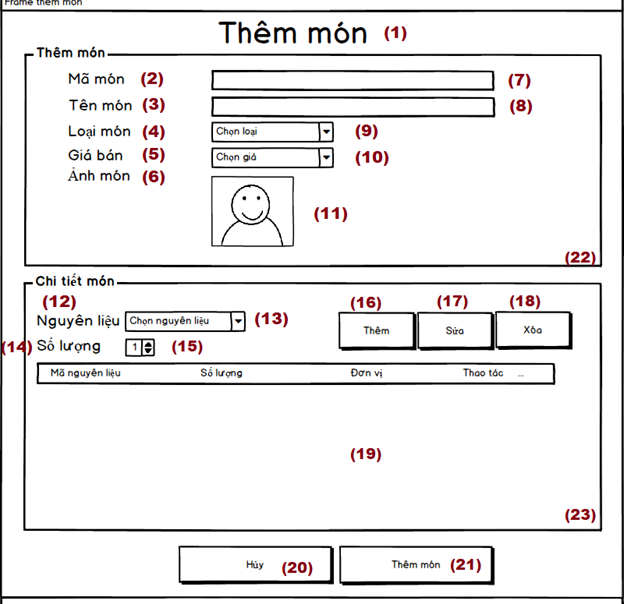 Frame thêm món
Thêm món (1)
Thêm món
Mã món (2) (7)
Tên món (3) (8)
Loại món (4) Chọn loại (9)
Giá bán (5) Chọn giá (10)
Ảnh món (6)
(11)
(22)
Chi tiết món
(12) (16) (17) (18)
Nguyên liệu Chọn nguyên liệu (13)
Thêm Sửa Xóa
(14) Số lượng 1 (15)
Mã nguyên liệu Số lượng Đơn vị Thao tác ...
(19)
(23)
Hủy (20) Thêm món (21)